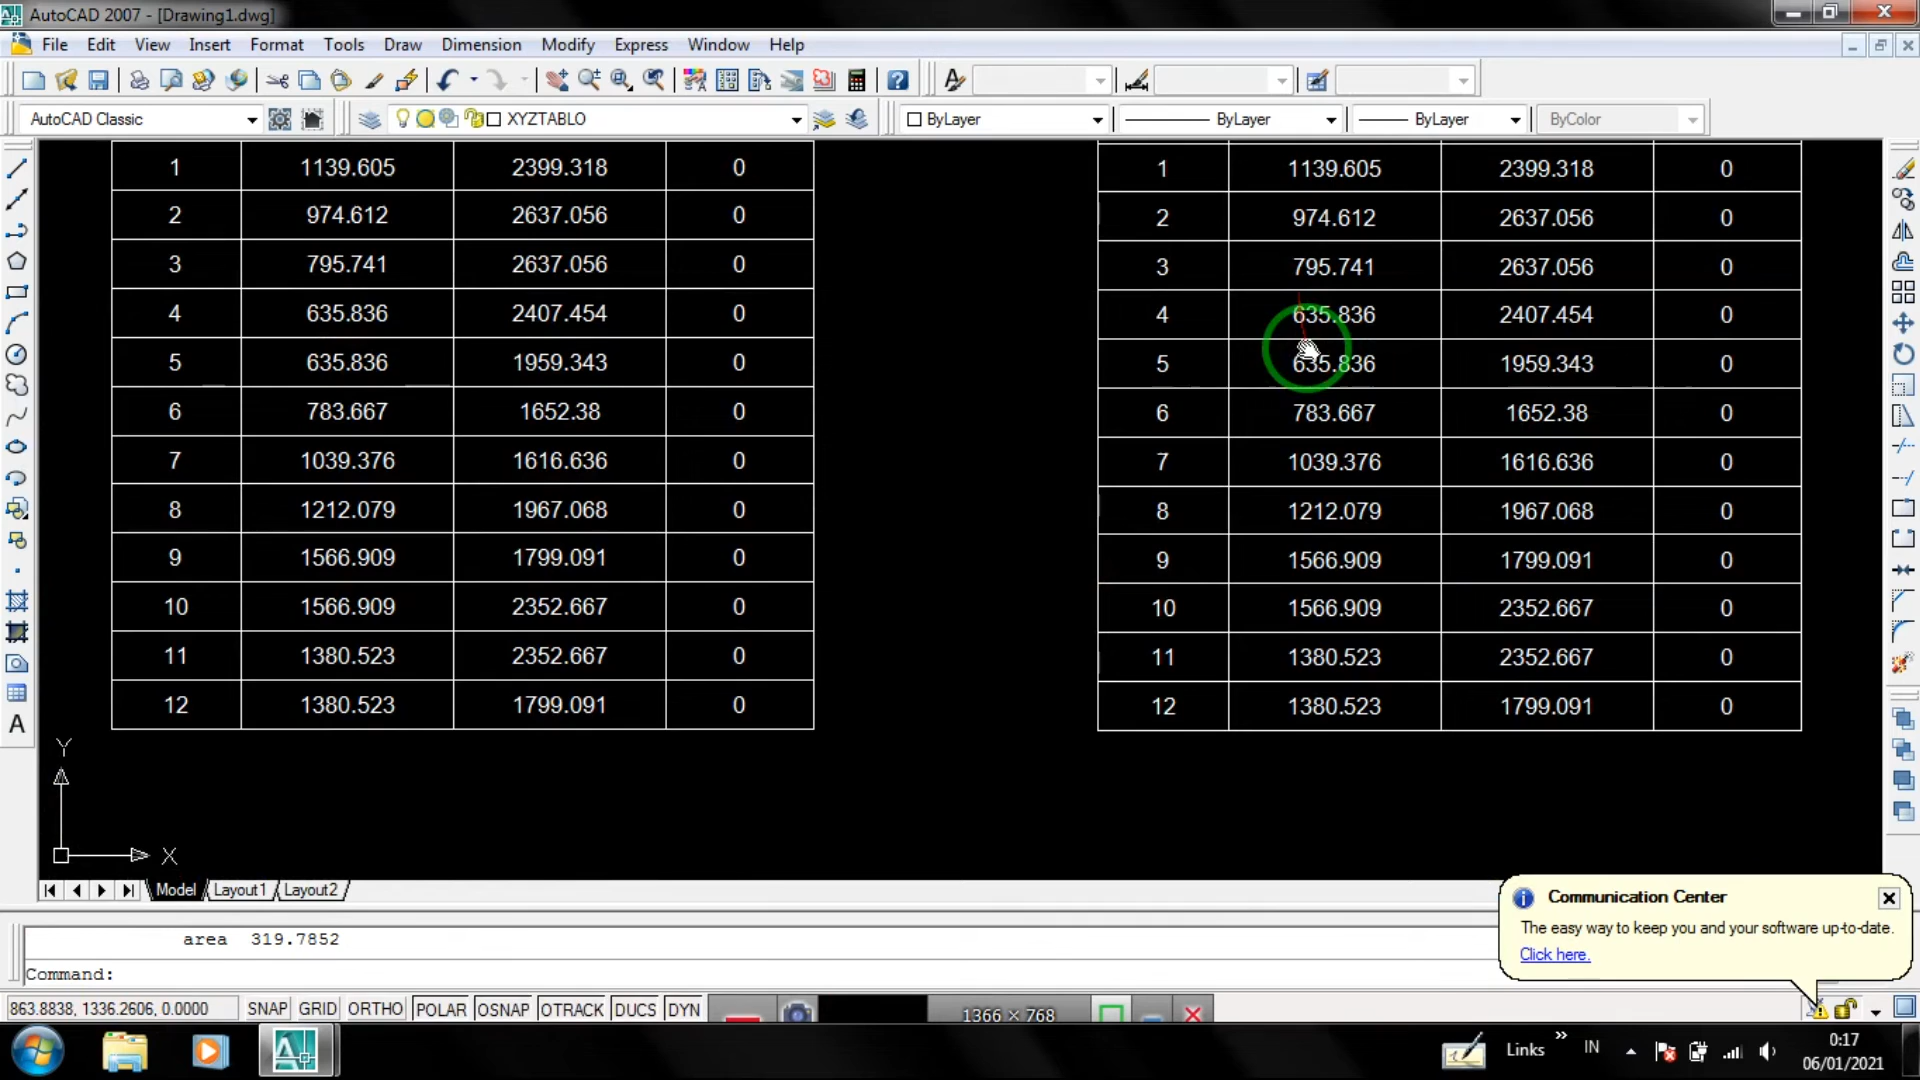 AutoCAD 2007 - [Drawing1.dwg]
File Edit View Insert Format Tools Draw Dimension Modify Express Window Help
AutoCAD Classic XYZTABLO ByLayer ByLayer ByLayer ByColor
1 1139.605 2399.318 0
2 974.612 2637.056 0
3 795.741 2637.056 0
4 635.836 2407.454 0
5 635.836 1959.343 0
6 783.667 1652.38 0
7 1039.376 1616.636 0
8 1212.079 1967.068 0
9 1566.909 1799.091 0
10 1566.909 2352.667 0
11 1380.523 2352.667 0
12 1380.523 1799.091 0
1 1139.605 2399.318 0
2 974.612 2637.056 0
3 795.741 2637.056 0
4 635.836 2407.454 0
5 635.836 1959.343 0
6 783.667 1652.38 0
7 1039.376 1616.636 0
8 1212.079 1967.068 0
9 1566.909 1799.091 0
10 1566.909 2352.667 0
11 1380.523 2352.667 0
12 1380.523 1799.091 0
Y
X
A
Model Layout1 Layout2
Communication Center
The easy way to keep you and your software up-to-date.
Click here.
area 319.7852
Command:
863.8838, 1336.2606, 0.0000 SNAP GRID ORTHO POLAR OSNAP OTRACK DUCS DYN
1366 × 768
Links » IN
0:17
06/01/2021